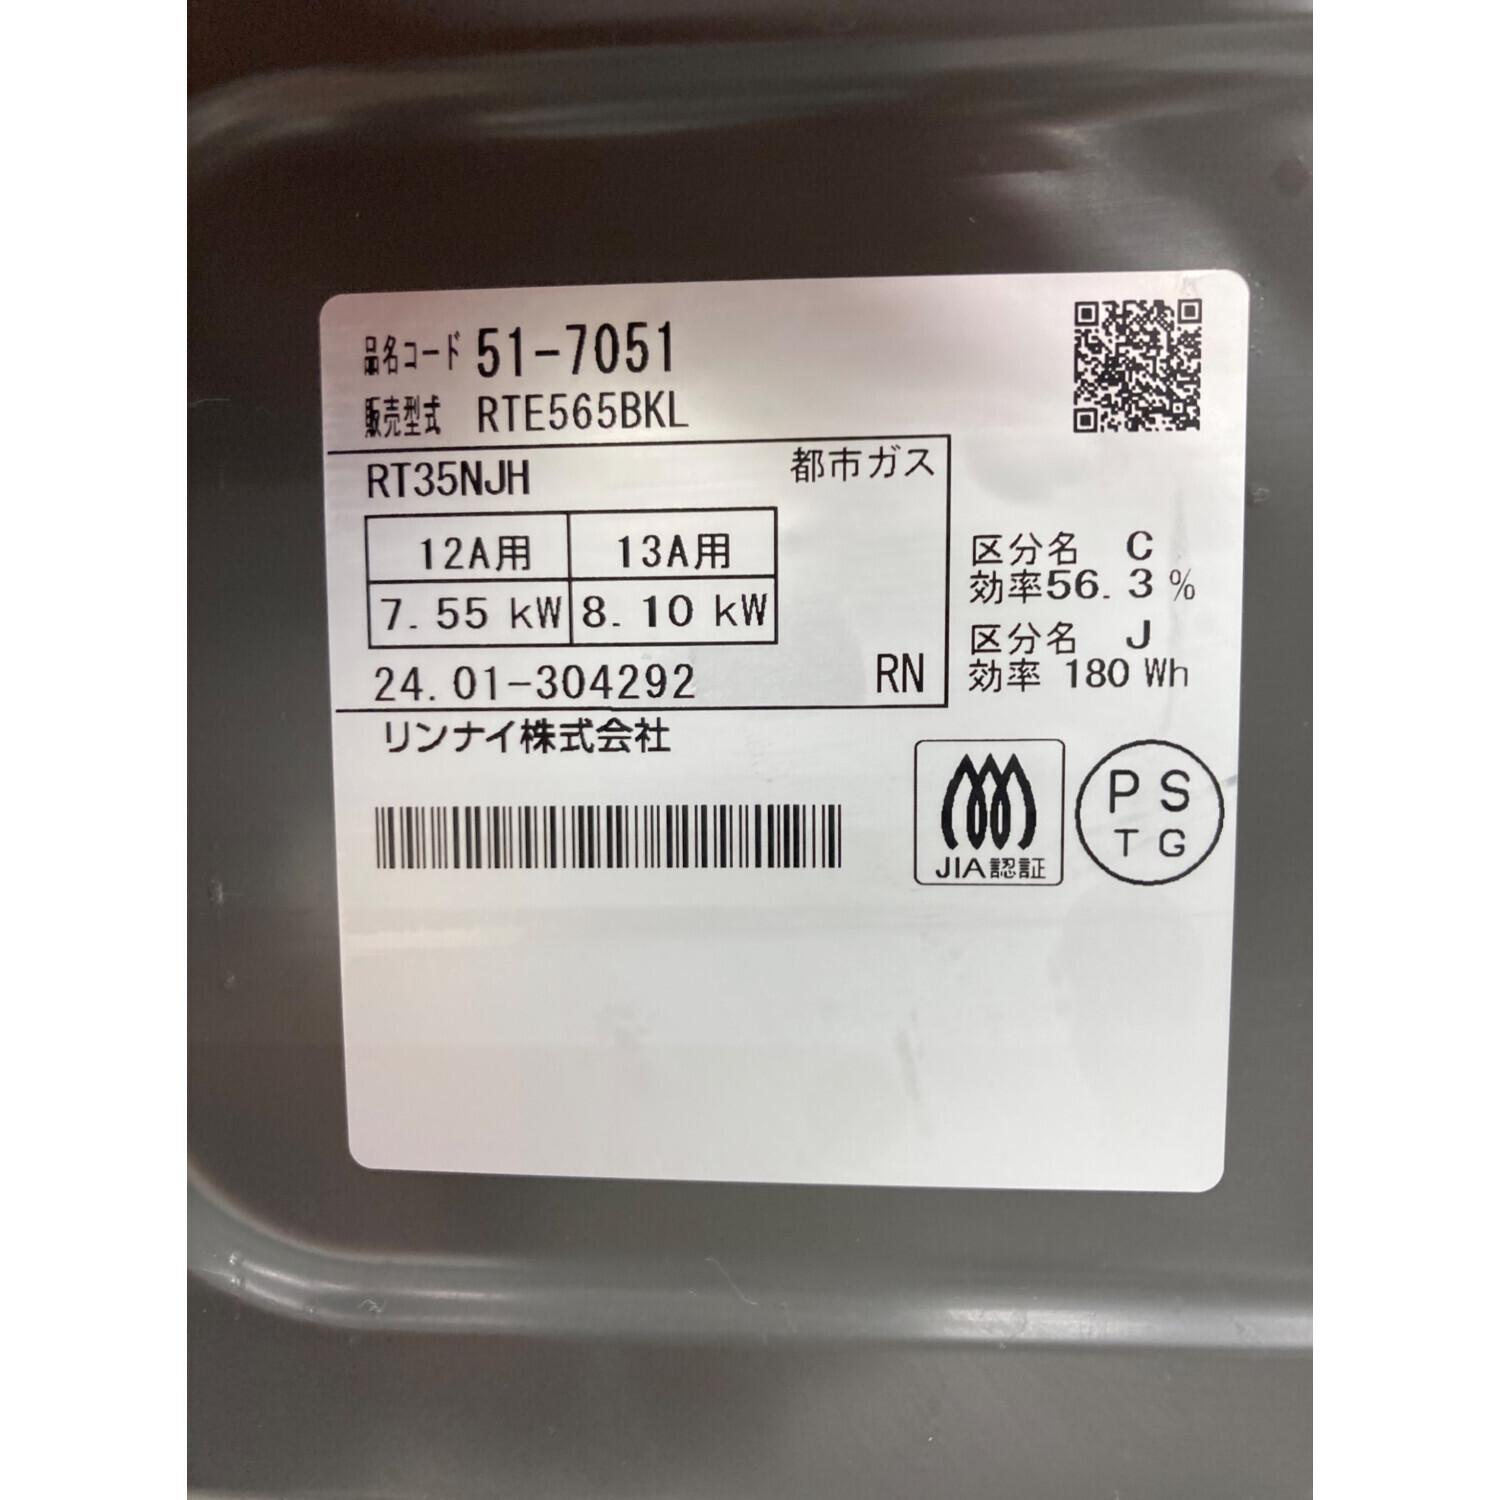 品名コード 51-7051
販売型式 RTE565BKL
RT35NJH 都市ガス
12A用 13A用
7.55 kW 8.10 kW
24.01-304292 RN
区分名 C
効率56.3 %
区分名 J
効率 180 Wh
リンナイ株式会社
JIA認証
PS
TG